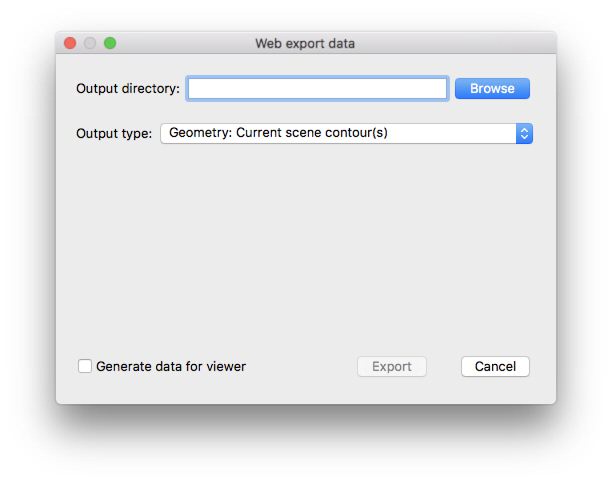 Web export data
Output directory: Browse
Output type: Geometry: Current scene contour(s)
Generate data for viewer Export Cancel